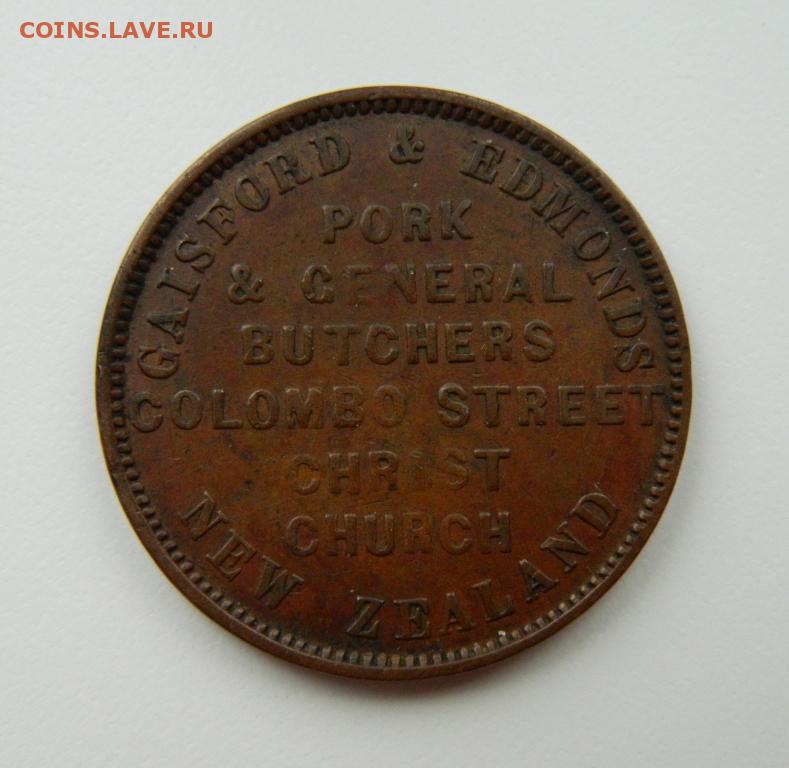 COINS.LAVE.RU
GAISFORD & EDMONDS
PORK
& GENERAL
BUTCHERS
COLOMBO STREET
CHRIST
CHURCH
NEW ZEALAND